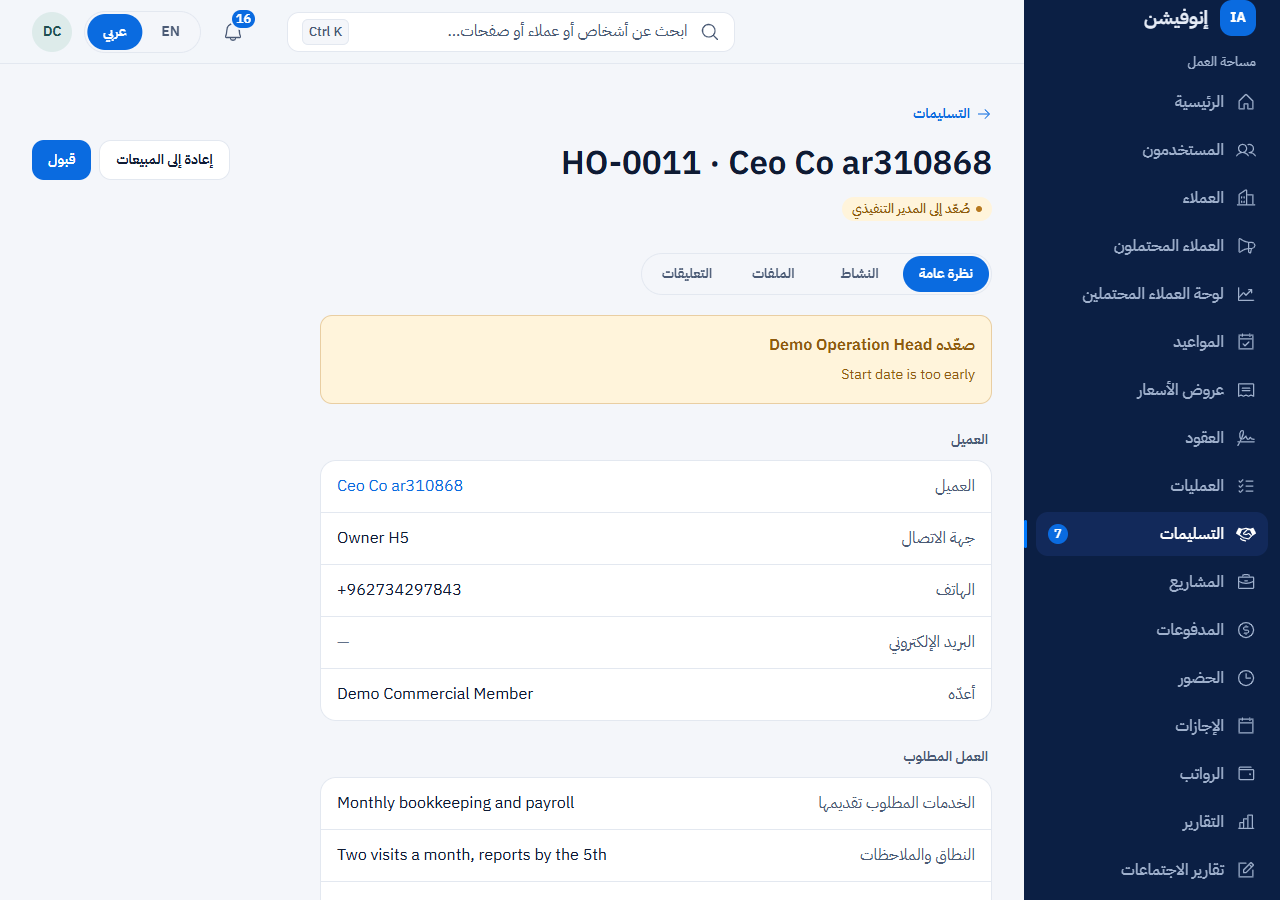 IA
إنوفيشن
مساحة العمل
الرئيسية
المستخدمون
العملاء
العملاء المحتملون
لوحة العملاء المحتملين
المواعيد
عروض الأسعار
العقود
العمليات
التسليمات
7
المشاريع
المدفوعات
الحضور
الإجازات
الرواتب
التقارير
تقارير الاجتماعات
ابحث عن أشخاص أو عملاء أو صفحات...
Ctrl K
16
EN
عربي
DC
التسليمات
HO-0011 · Ceo Co ar310868
إعادة إلى المبيعات
قبول
صُعّد إلى المدير التنفيذي
نظرة عامة
النشاط
الملفات
التعليقات
صعّده Demo Operation Head
Start date is too early
العميل
العميل Ceo Co ar310868
جهة الاتصال Owner H5
الهاتف +962734297843
البريد الإلكتروني —
أعدّه Demo Commercial Member
العمل المطلوب
الخدمات المطلوب تقديمها Monthly bookkeeping and payroll
النطاق والملاحظات Two visits a month, reports by the 5th